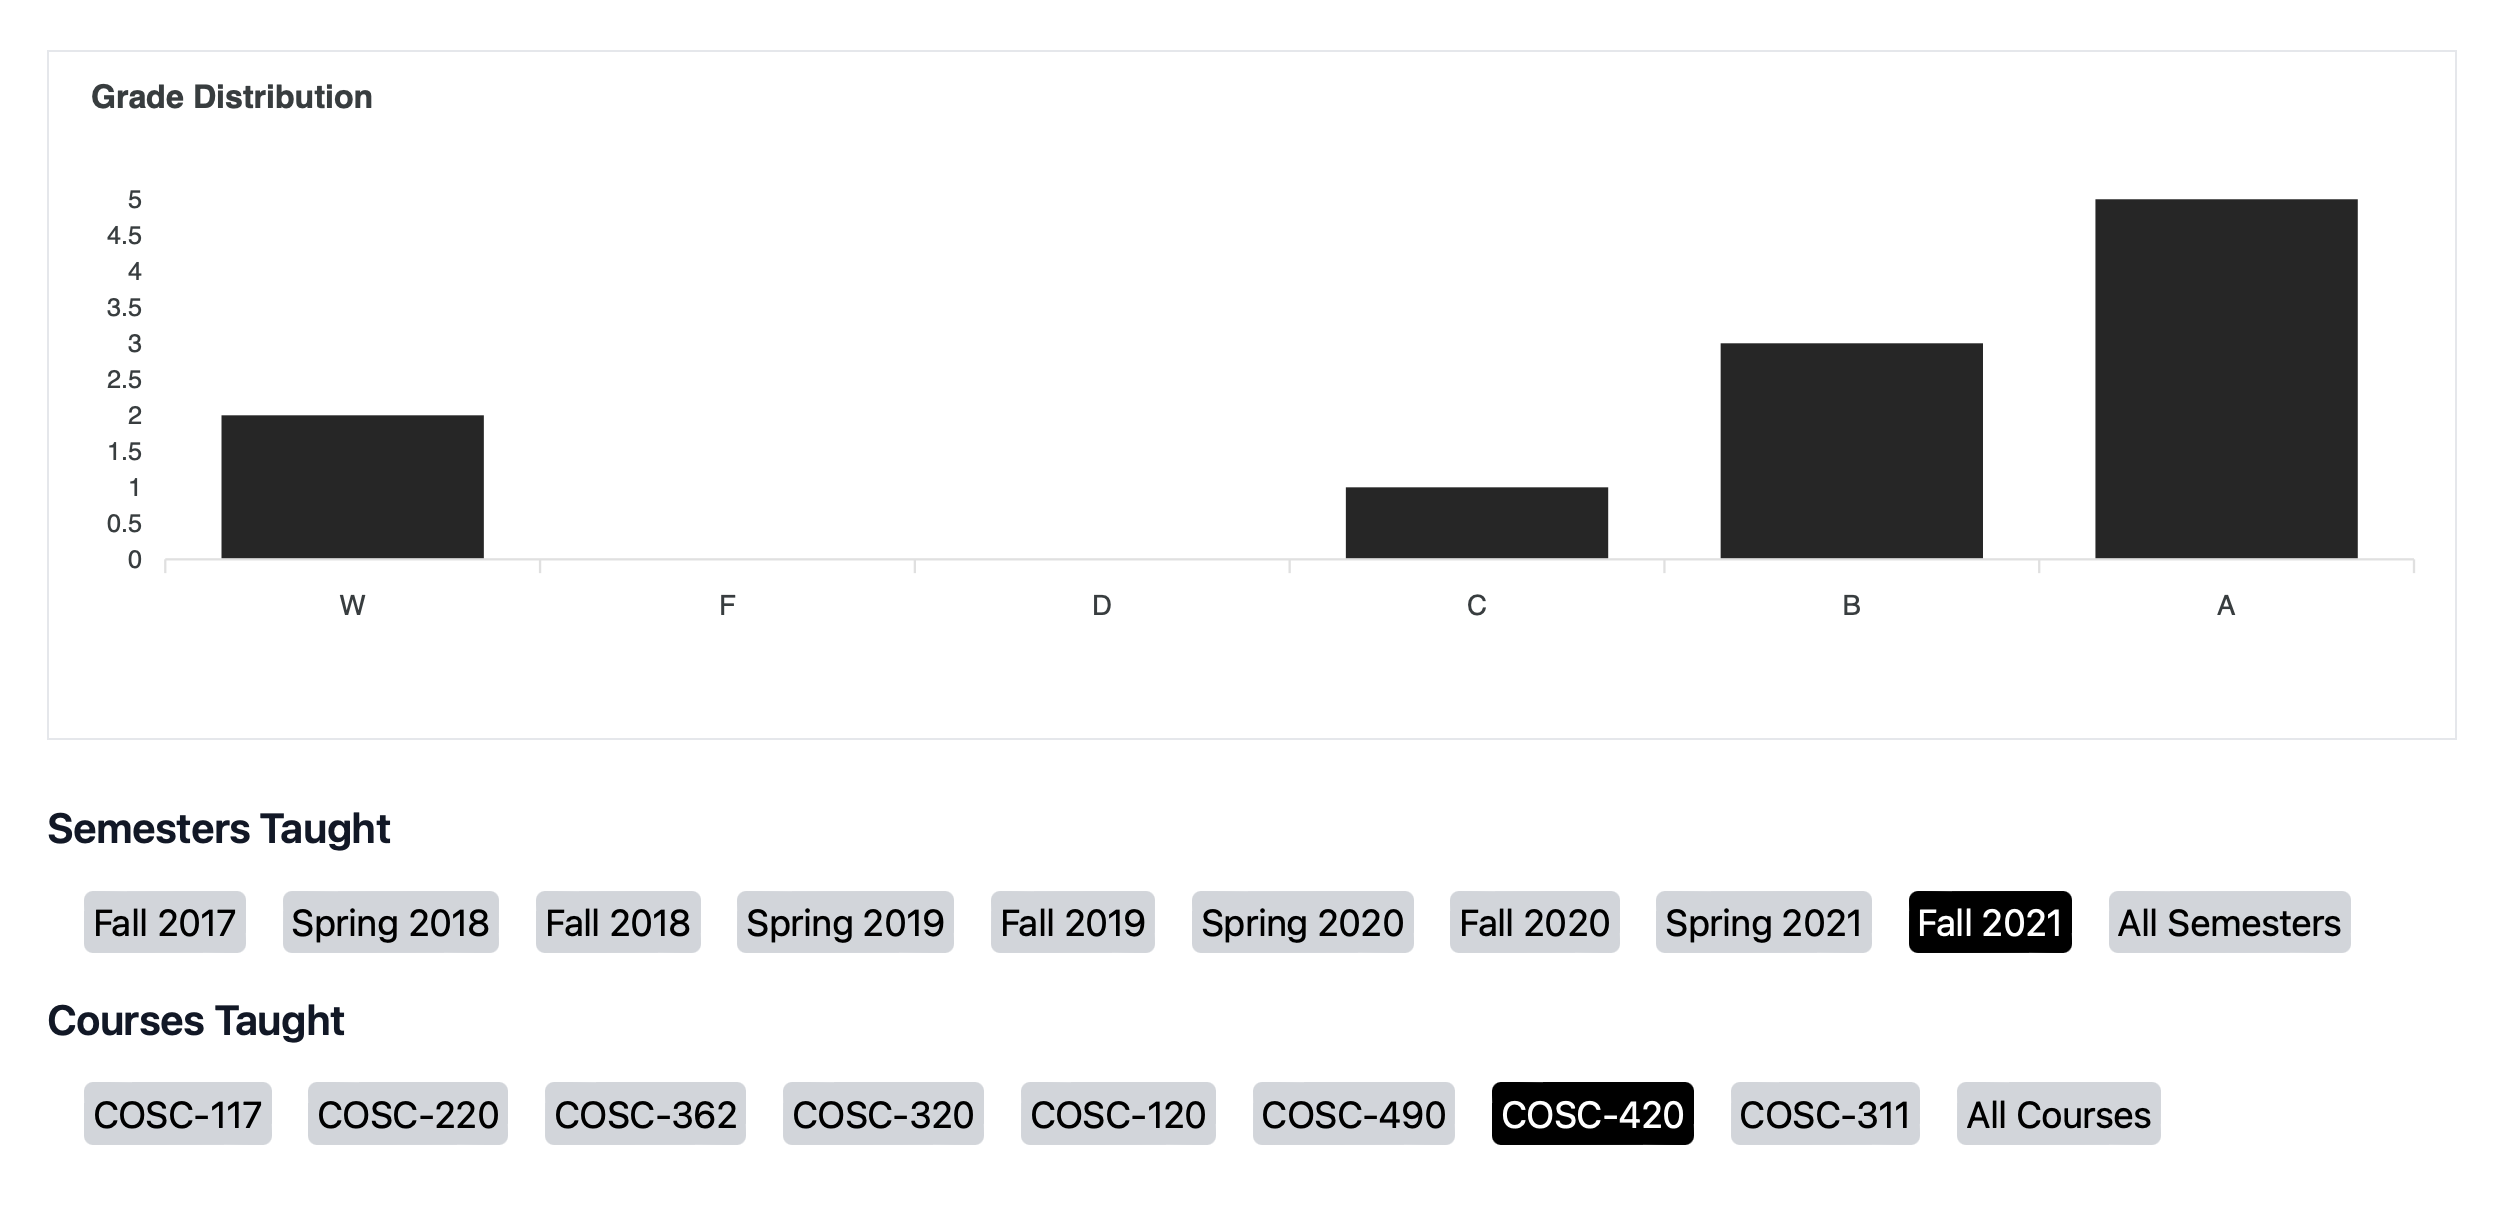 Grade Distribution
5
4.5
4
3.5
3
2.5
2
1.5
1
0.5
0
W F D C B A
Semesters Taught
Fall 2017 Spring 2018 Fall 2018 Spring 2019 Fall 2019 Spring 2020 Fall 2020 Spring 2021 Fall 2021 All Semesters
Courses Taught
COSC-117 COSC-220 COSC-362 COSC-320 COSC-120 COSC-490 COSC-420 COSC-311 All Courses